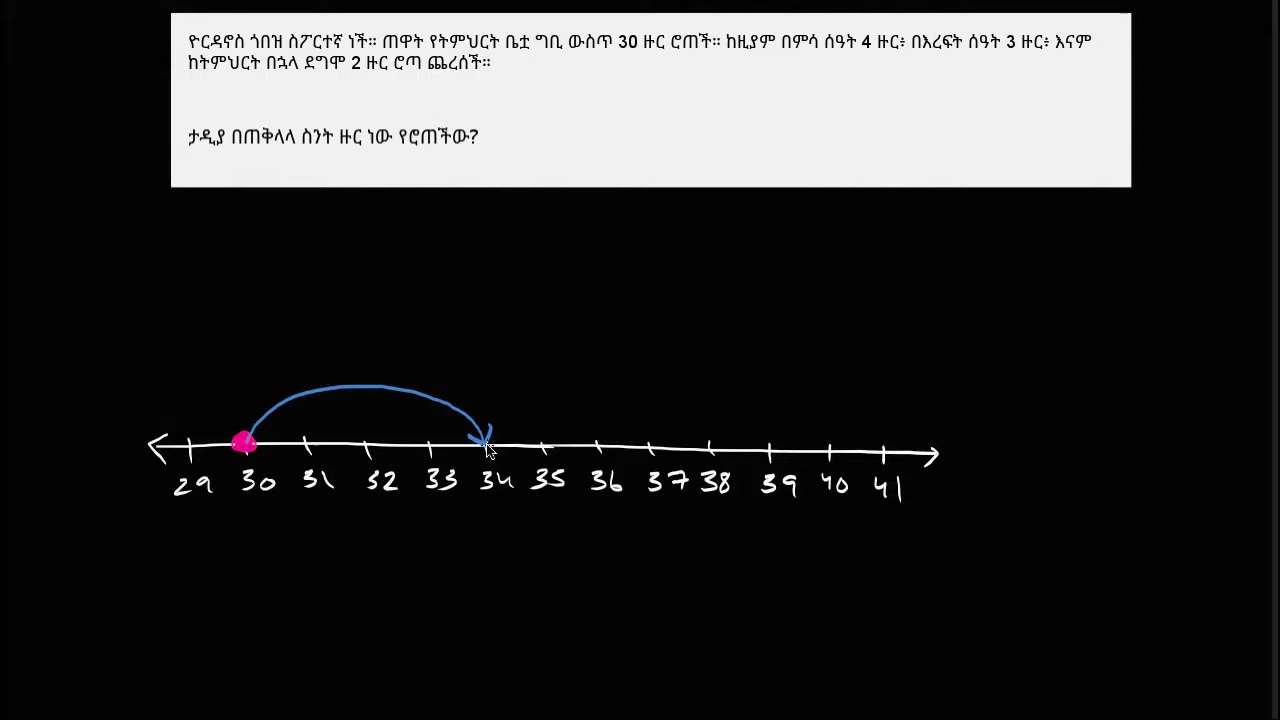 ዮርዳኖስ ጎበዝ ስፖርተኛ ነች። ጠዋት የትምህርት ቤቷ ግቢ ውስጥ 30 ዙር ሮጠች። ከዚያም በምሳ ሰዓት 4 ዙር፥ በእረፍት ሰዓት 3 ዙር፥ እናም
ከትምህርት በኋላ ደግሞ 2 ዙር ሮጣ ጨረሰች።
ታዲያ በጠቅላላ ስንት ዙር ነው የሮጠችው?
29 30 31 32 33 34 35 36 37 38 39 40 41